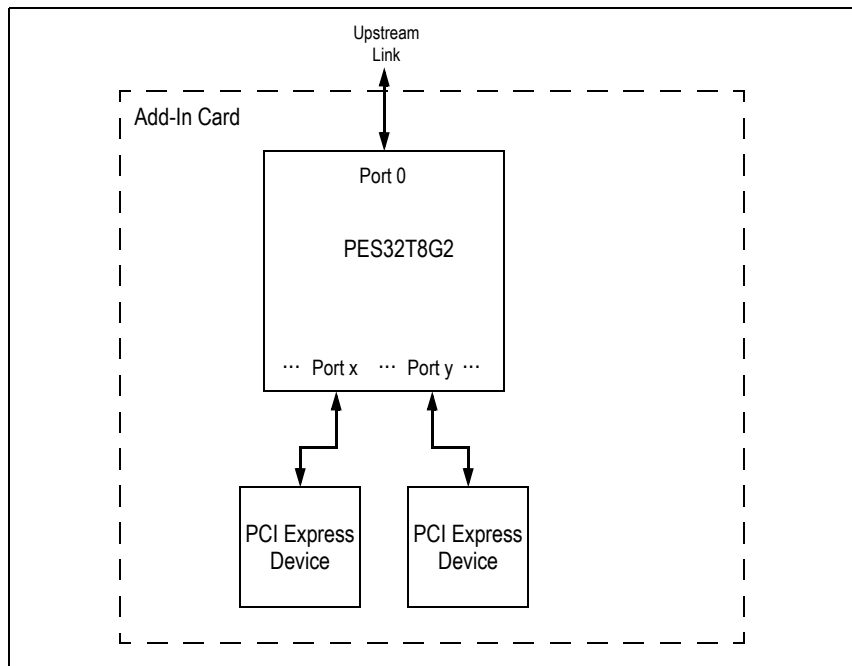 Upstream
Link
Add-In Card
Port 0
PES32T8G2
··· Port x ··· Port y ···
PCI Express
Device
PCI Express
Device